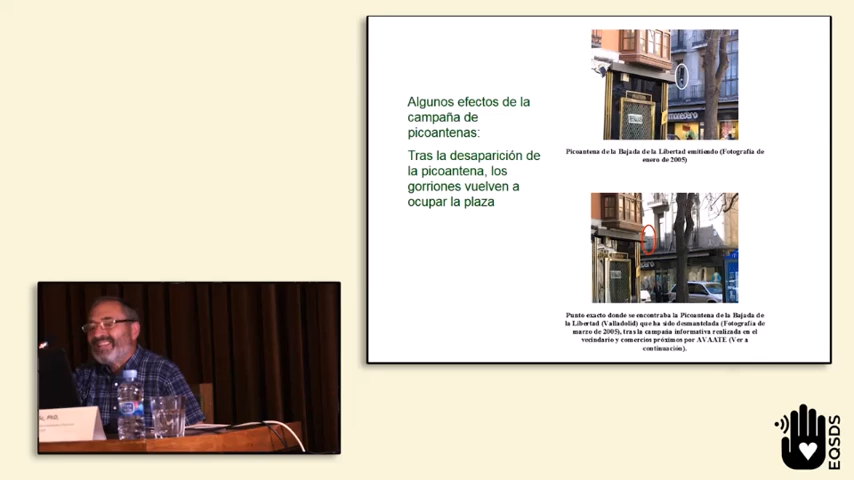 Algunos efectos de la
campaña de
picoantenas:
Tras la desaparición de
la picoantena, los
gorriones vuelven a
ocupar la plaza
Picoantena de la Bajada de la Libertad emitiendo (Fotografía de
enero de 2005)
Punto exacto donde se encontraba la Picoantena de la Bajada de
la Libertad (Valladolid) que ha sido desmantelada (Fotografía de
marzo de 2005), tras la campaña informativa realizada en el
vecindario y comercios próximos por AVAATE (Ver a
continuación).
PhD,
EQSDS